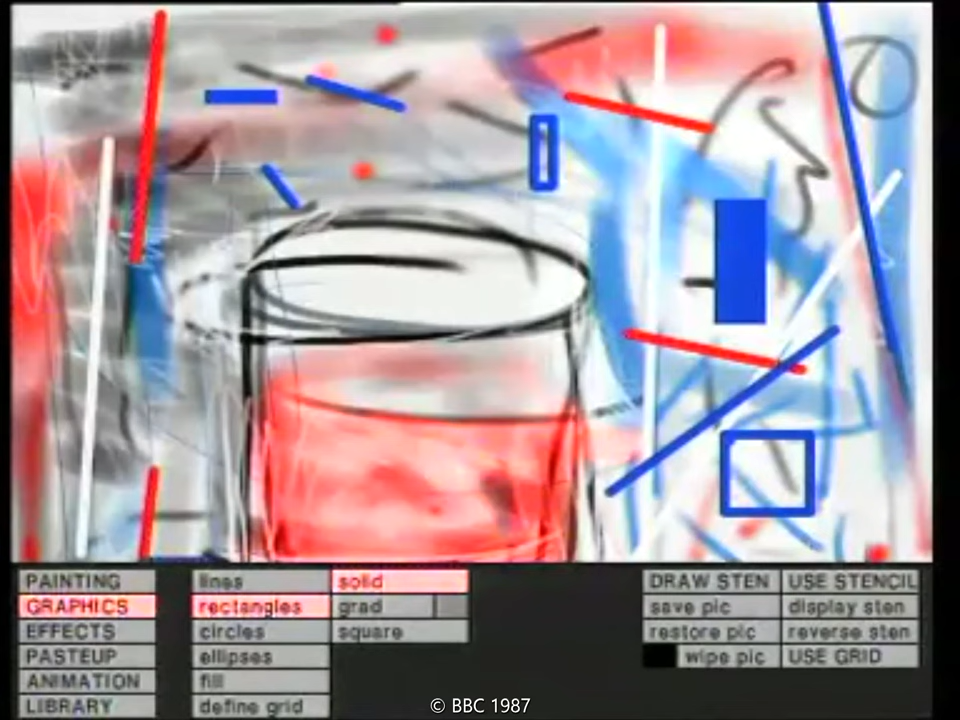 PAINTING
GRAPHICS
EFFECTS
PASTEUP
ANIMATION
LIBRARY
lines
rectangles
circles
ellipses
fill
define grid
solid
grad
square
DRAW STEN
save pic
restore pic
wipe pic
USE STENCIL
display sten
reverse sten
USE GRID
© BBC 1987